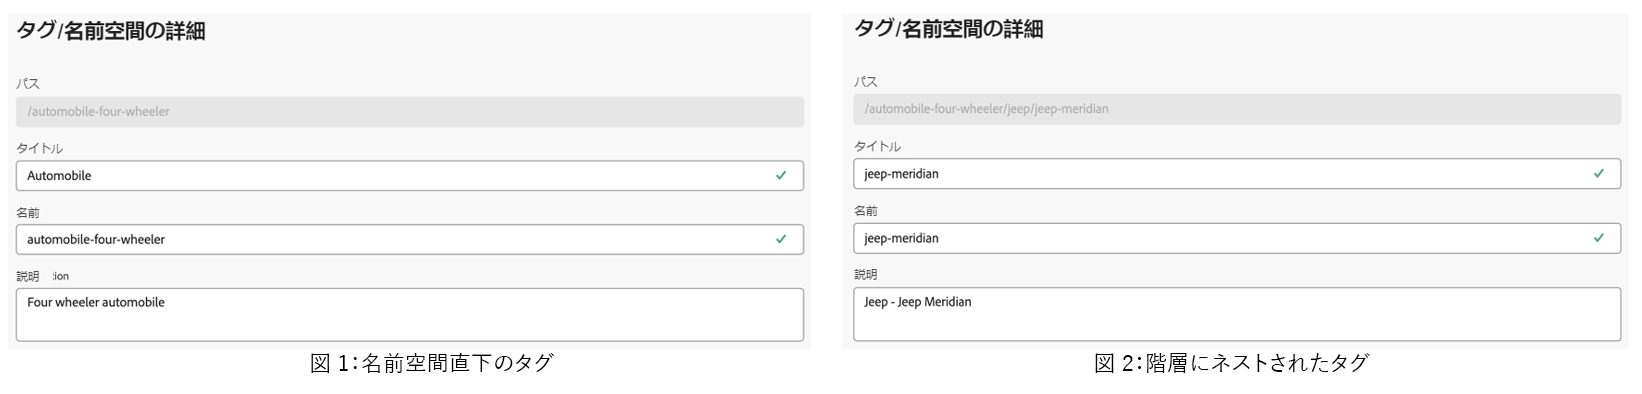 タグ/名前空間の詳細
パス
/automobile-four-wheeler
タイトル
Automobile
名前
automobile-four-wheeler
説明 :ion
Four wheeler automobile
図 1：名前空間直下のタグ
タグ/名前空間の詳細
パス
/automobile-four-wheeler/jeep/jeep-meridian
タイトル
jeep-meridian
名前
jeep-meridian
説明
Jeep - Jeep Meridian
図 2：階層にネストされたタグ